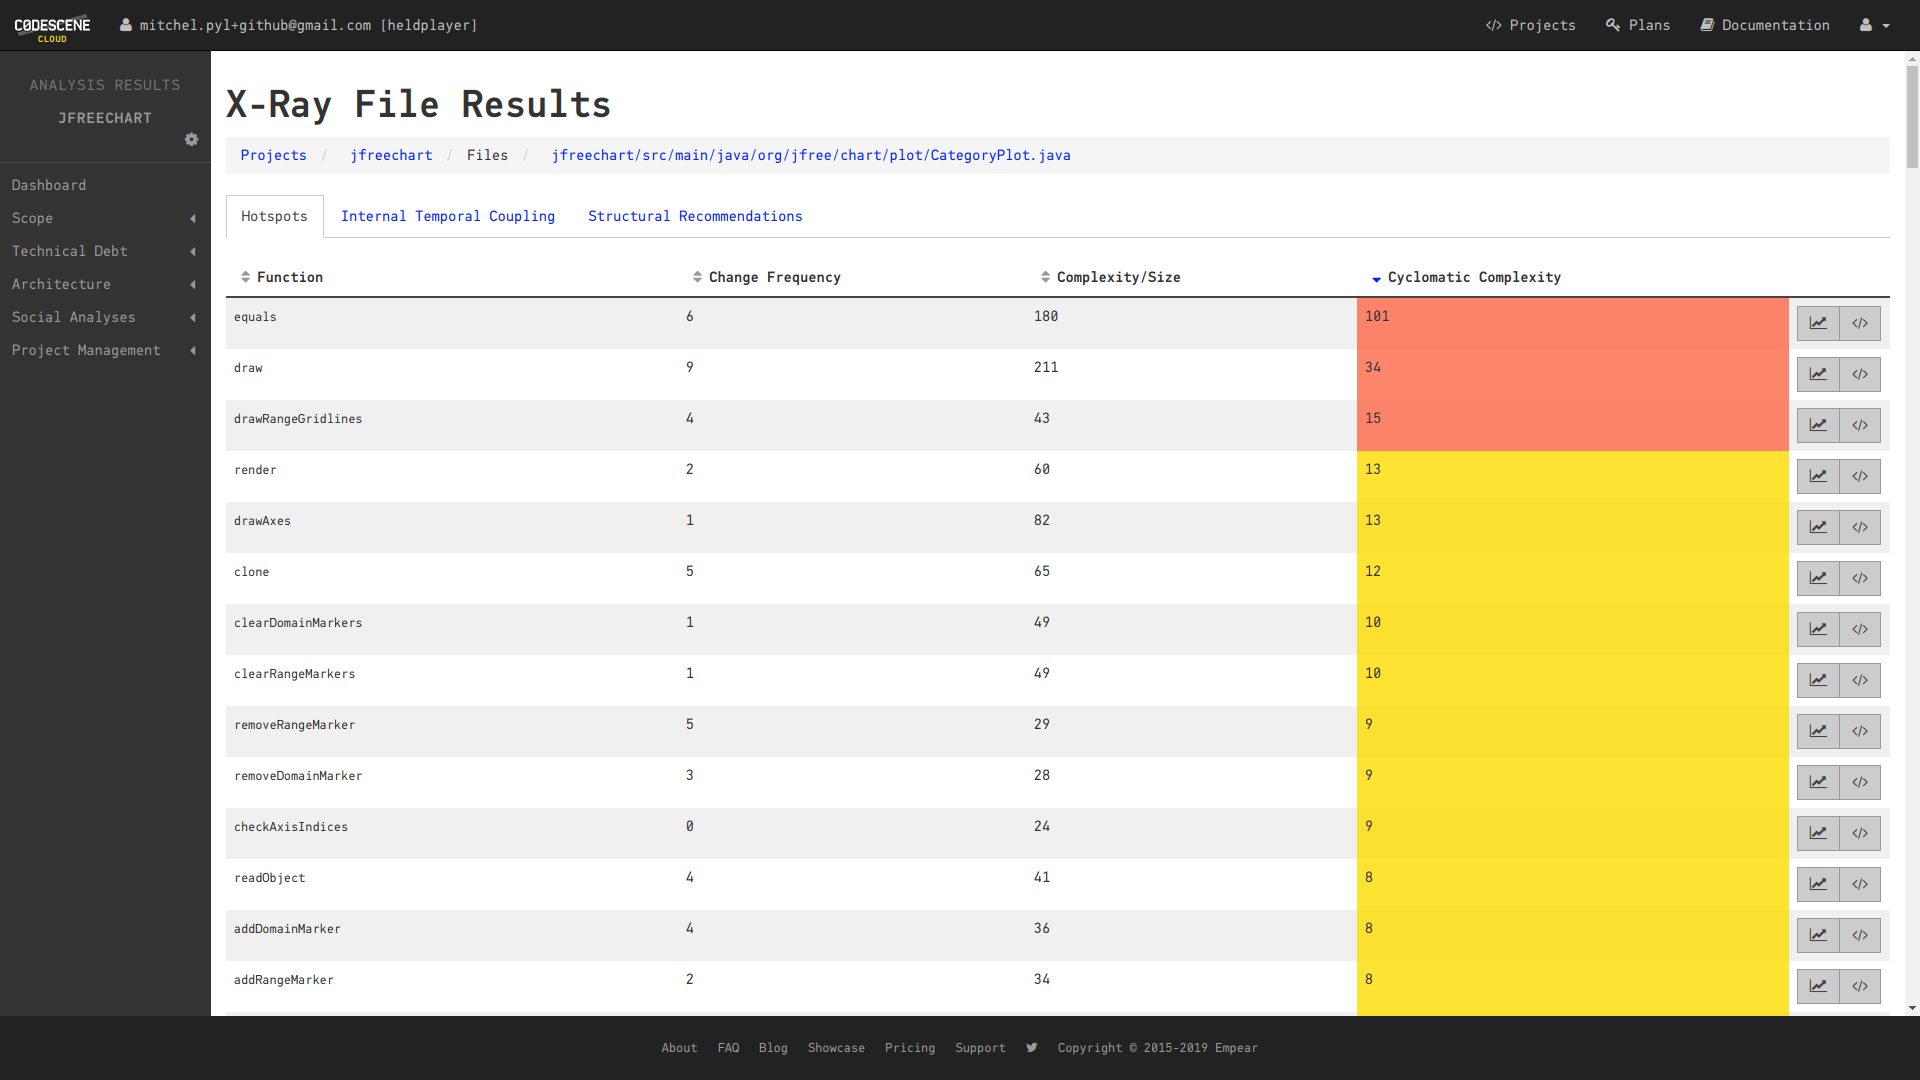 CODESCENE
CLOUD
mitchel.pyl+github@gmail.com [heldplayer]
</> Projects
Plans
Documentation
ANALYSIS RESULTS
JFREECHART
Dashboard
Scope
Technical Debt
Architecture
Social Analyses
Project Management
X-Ray File Results
Projects / jfreechart / Files / jfreechart/src/main/java/org/jfree/chart/plot/CategoryPlot.java
Hotspots Internal Temporal Coupling Structural Recommendations
Function Change Frequency Complexity/Size Cyclomatic Complexity
equals 6 180 101 </>
draw 9 211 34 </>
drawRangeGridlines 4 43 15 </>
render 2 60 13 </>
drawAxes 1 82 13 </>
clone 5 65 12 </>
clearDomainMarkers 1 49 10 </>
clearRangeMarkers 1 49 10 </>
removeRangeMarker 5 29 9 </>
removeDomainMarker 3 28 9 </>
checkAxisIndices 0 24 9 </>
readObject 4 41 8 </>
addDomainMarker 4 36 8 </>
addRangeMarker 2 34 8 </>
About FAQ Blog Showcase Pricing Support Copyright © 2015-2019 Empear